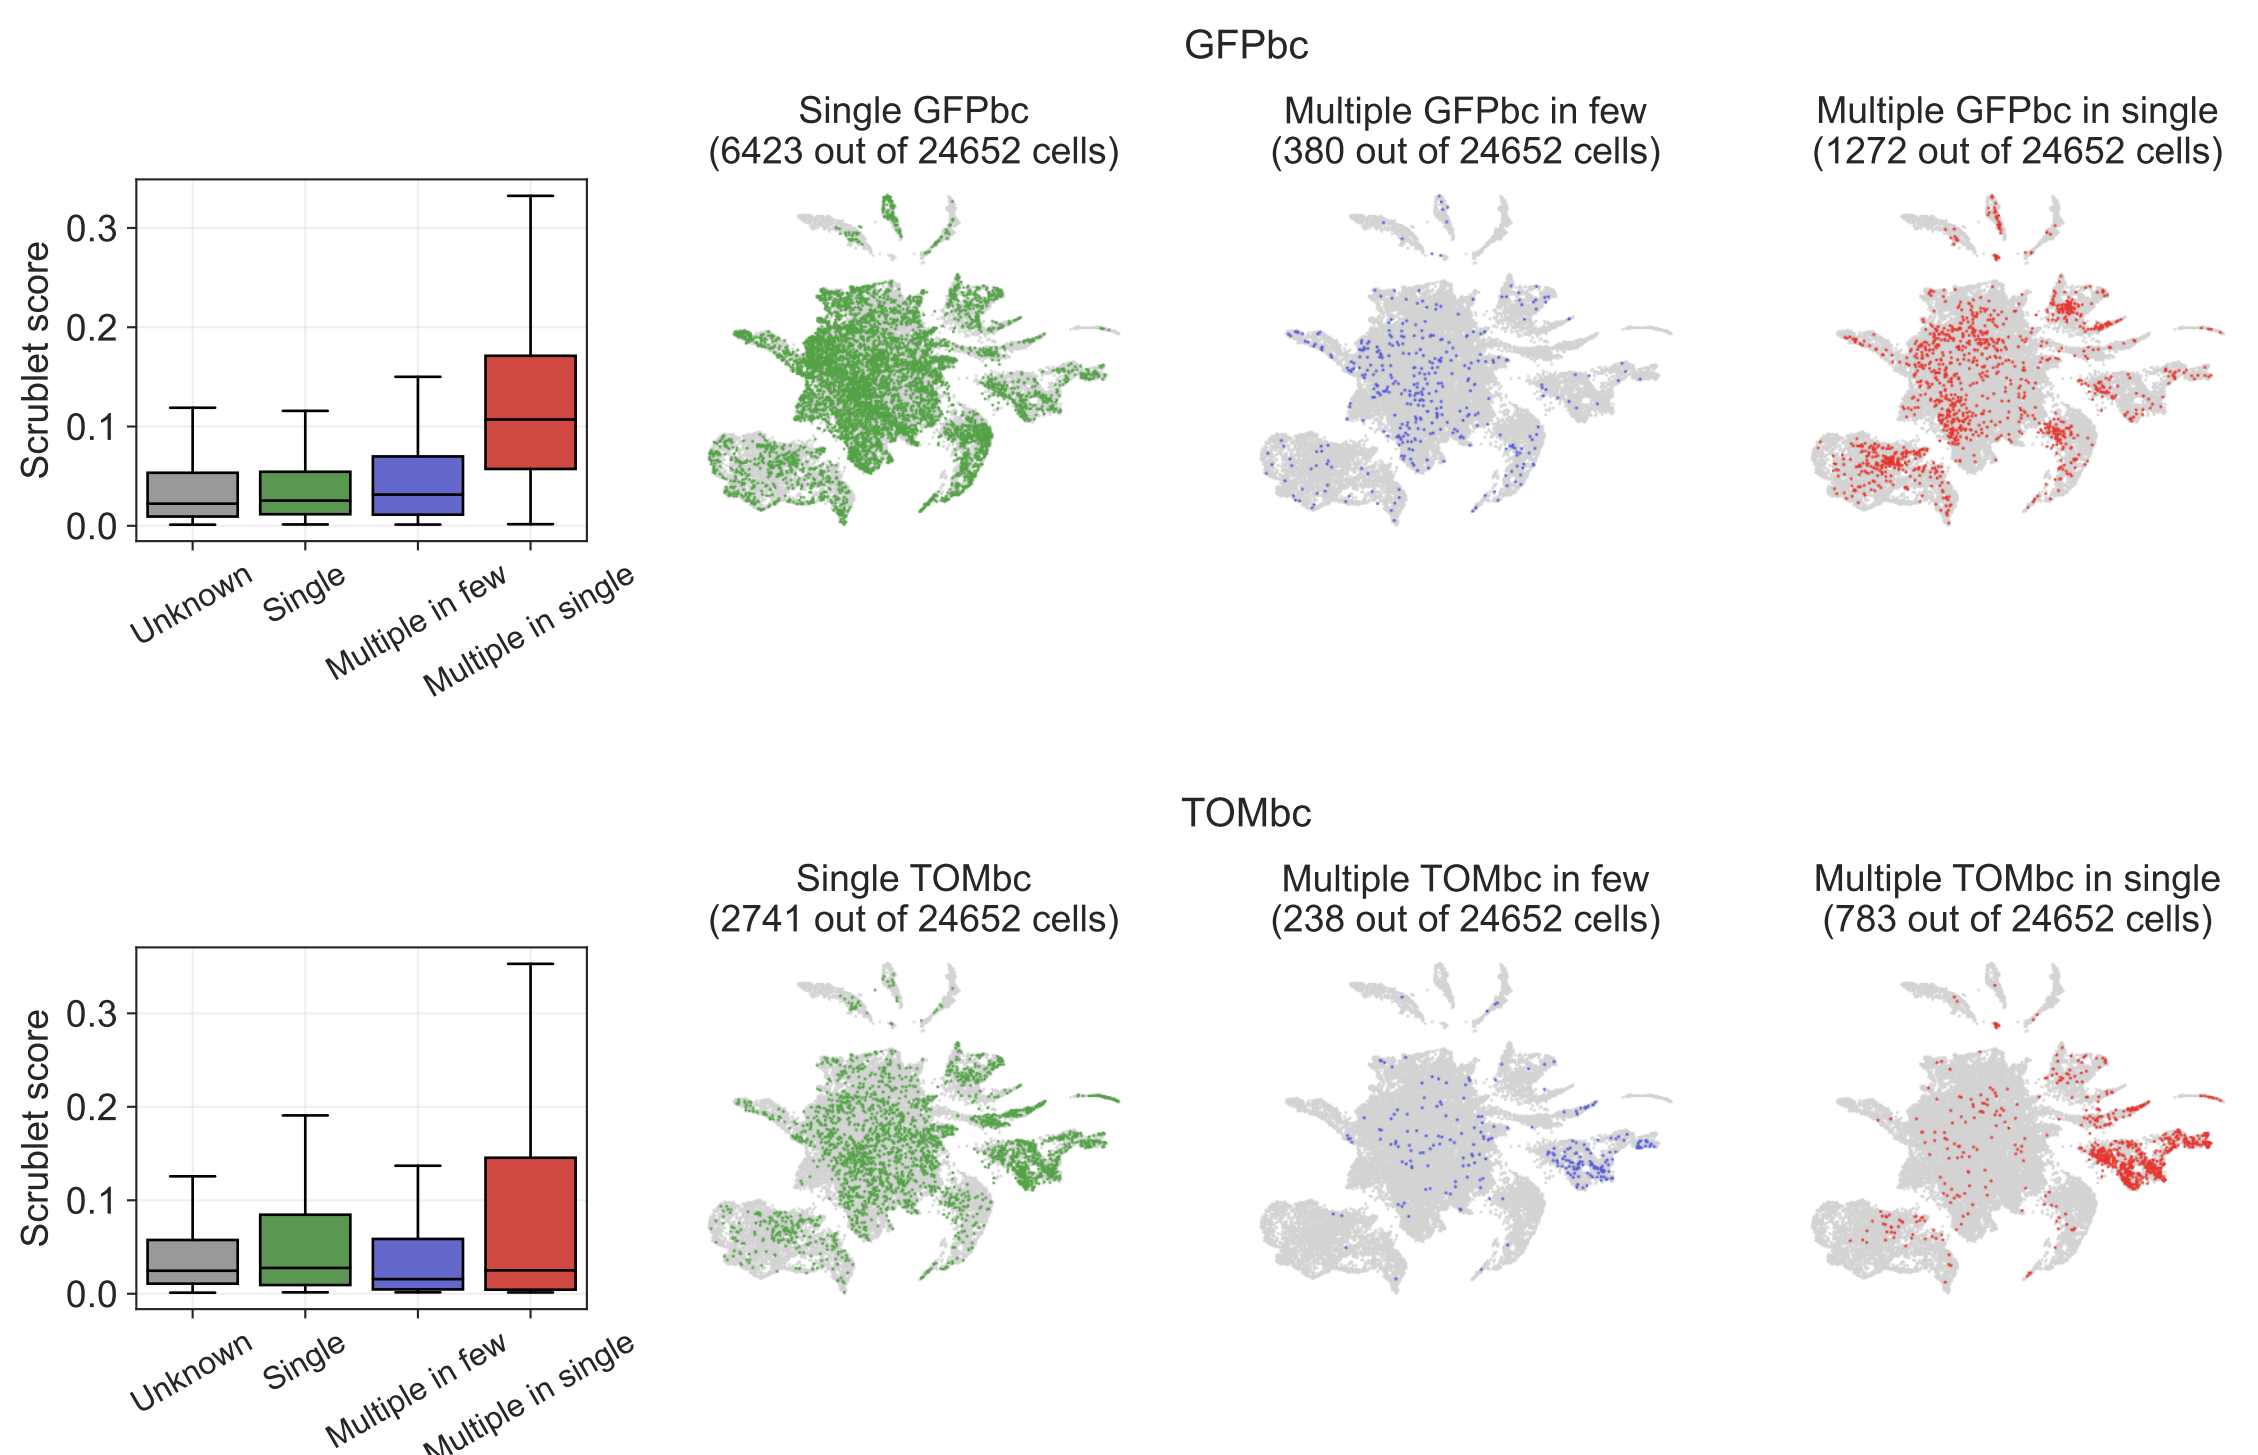 GFPbc
Single GFPbc
(6423 out of 24652 cells)
Multiple GFPbc in few
(380 out of 24652 cells)
Multiple GFPbc in single
(1272 out of 24652 cells)
Scrublet score
0.3
0.2
0.1
0.0
Unknown
Single
Multiple in few
Multiple in single
TOMbc
Single TOMbc
(2741 out of 24652 cells)
Multiple TOMbc in few
(238 out of 24652 cells)
Multiple TOMbc in single
(783 out of 24652 cells)
Scrublet score
0.3
0.2
0.1
0.0
Unknown
Single
Multiple in few
Multiple in single